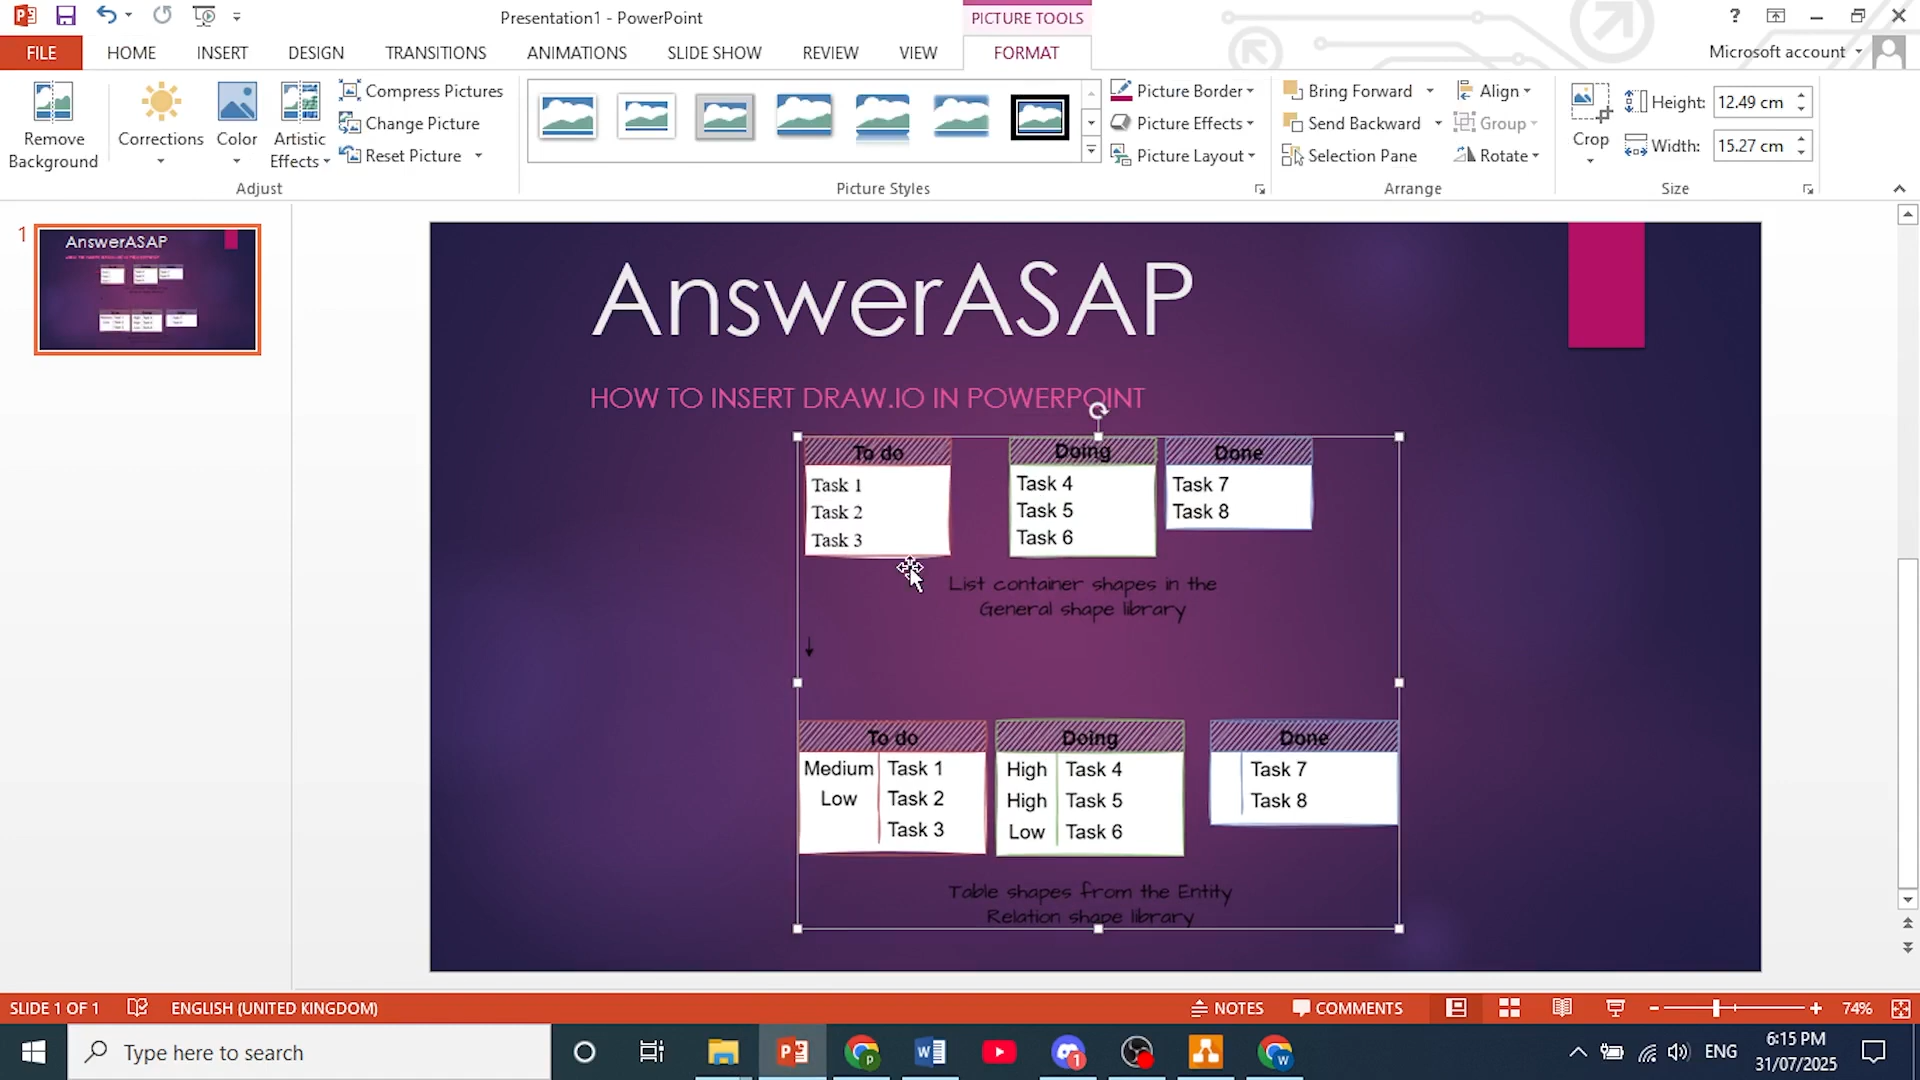 Presentation1 - PowerPoint
PICTURE TOOLS
?
FILE
HOME
INSERT
DESIGN
TRANSITIONS
ANIMATIONS
SLIDE SHOW
REVIEW
VIEW
FORMAT
Microsoft account
Remove
Background
Corrections
Color
Artistic
Effects
Compress Pictures
Change Picture
Reset Picture
Adjust
Picture Border
Picture Effects
Picture Layout
Picture Styles
Bring Forward
Send Backward
Selection Pane
Align
Group
Rotate
Arrange
Crop
Height: 12.49 cm
Width: 15.27 cm
Size
1
AnswerASAP
AnswerASAP
HOW TO INSERT DRAW.IO IN POWERPOINT
To do
Task 1
Task 2
Task 3
Doing
Task 4
Task 5
Task 6
Done
Task 7
Task 8
List container shapes in the
General shape library
To do
Medium Task 1
Low Task 2
Task 3
Doing
High Task 4
High Task 5
Low Task 6
Done
Task 7
Task 8
Table shapes from the Entity
Relation shape library
SLIDE 1 OF 1
ENGLISH (UNITED KINGDOM)
NOTES
COMMENTS
74%
Type here to search
1
ENG
6:15 PM
31/07/2025